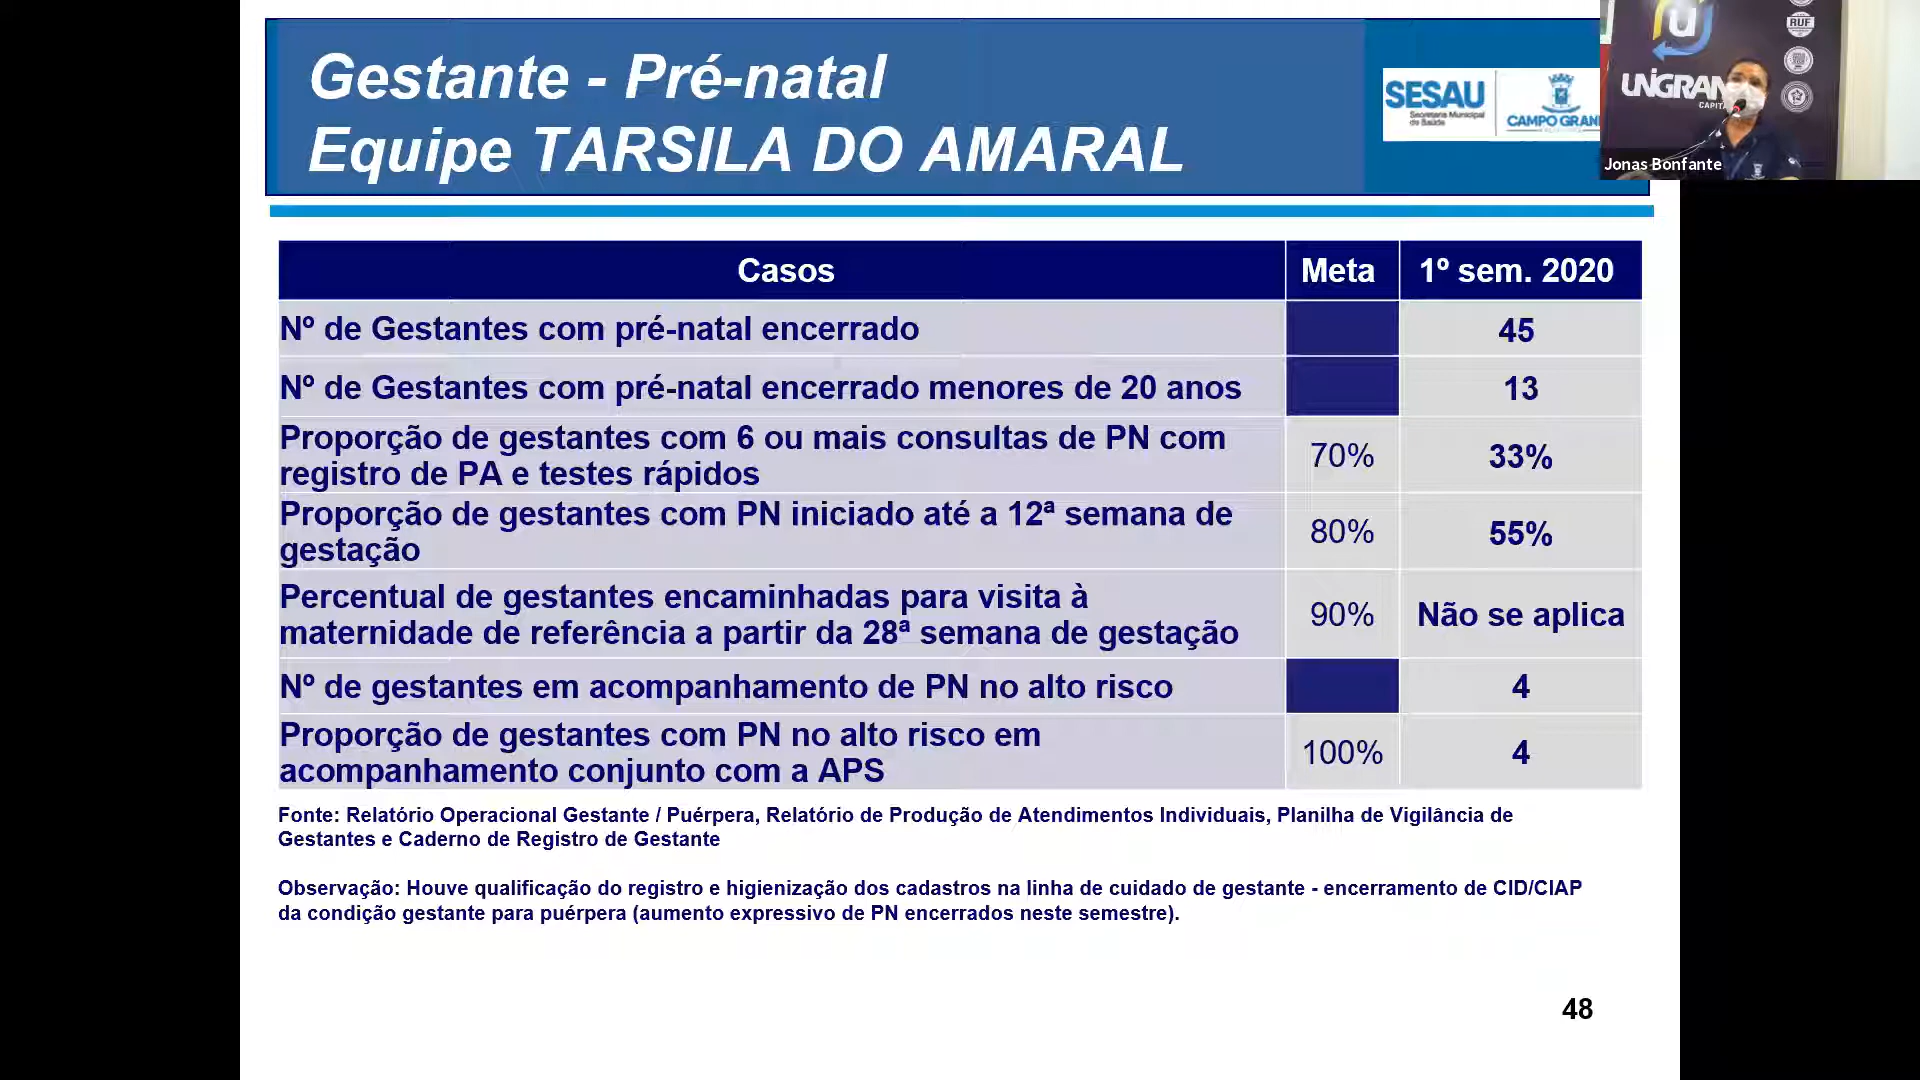 Gestante - Pré-natal
Equipe TARSILA DO AMARAL
SESAU
Secretaria Municipal
de Saúde
CAMPO GRAN
U
RUF
UNIGRAN
CAPIT
Jonas Bonfante
Casos
Meta
1º sem. 2020
Nº de Gestantes com pré-natal encerrado
45
Nº de Gestantes com pré-natal encerrado menores de 20 anos
13
Proporção de gestantes com 6 ou mais consultas de PN com
registro de PA e testes rápidos
70%
33%
Proporção de gestantes com PN iniciado até a 12ª semana de
gestação
80%
55%
Percentual de gestantes encaminhadas para visita à
maternidade de referência a partir da 28ª semana de gestação
90%
Não se aplica
Nº de gestantes em acompanhamento de PN no alto risco
4
Proporção de gestantes com PN no alto risco em
acompanhamento conjunto com a APS
100%
4
Fonte: Relatório Operacional Gestante / Puérpera, Relatório de Produção de Atendimentos Individuais, Planilha de Vigilância de
Gestantes e Caderno de Registro de Gestante
Observação: Houve qualificação do registro e higienização dos cadastros na linha de cuidado de gestante - encerramento de CID/CIAP
da condição gestante para puérpera (aumento expressivo de PN encerrados neste semestre).
48